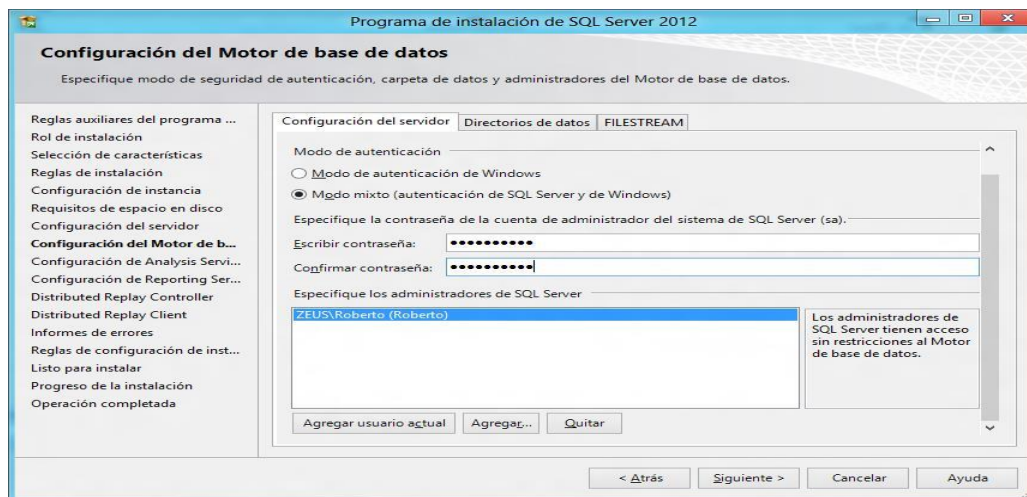 Programa de instalación de SQL Server 2012
Configuración del Motor de base de datos
Especifique modo de seguridad de autenticación, carpeta de datos y administradores del Motor de base de datos.
Reglas auxiliares del programa ...
Rol de instalación
Selección de características
Reglas de instalación
Configuración de instancia
Requisitos de espacio en disco
Configuración del servidor
Configuración del Motor de b...
Configuración de Analysis Servi...
Configuración de Reporting Ser...
Distributed Replay Controller
Distributed Replay Client
Informes de errores
Reglas de configuración de inst...
Listo para instalar
Progreso de la instalación
Operación completada
Configuración del servidor Directorios de datos FILESTREAM
Modo de autenticación
Modo de autenticación de Windows
Modo mixto (autenticación de SQL Server y de Windows)
Especifique la contraseña de la cuenta de administrador del sistema de SQL Server (sa).
Escribir contraseña: ●●●●●●●●●●
Confirmar contraseña: ●●●●●●●●●●
Especifique los administradores de SQL Server
ZEUS\Roberto (Roberto)
Los administradores de
SQL Server tienen acceso
sin restricciones al Motor
de base de datos.
Agregar usuario actual Agregar... Quitar
< Atrás Siguiente > Cancelar Ayuda